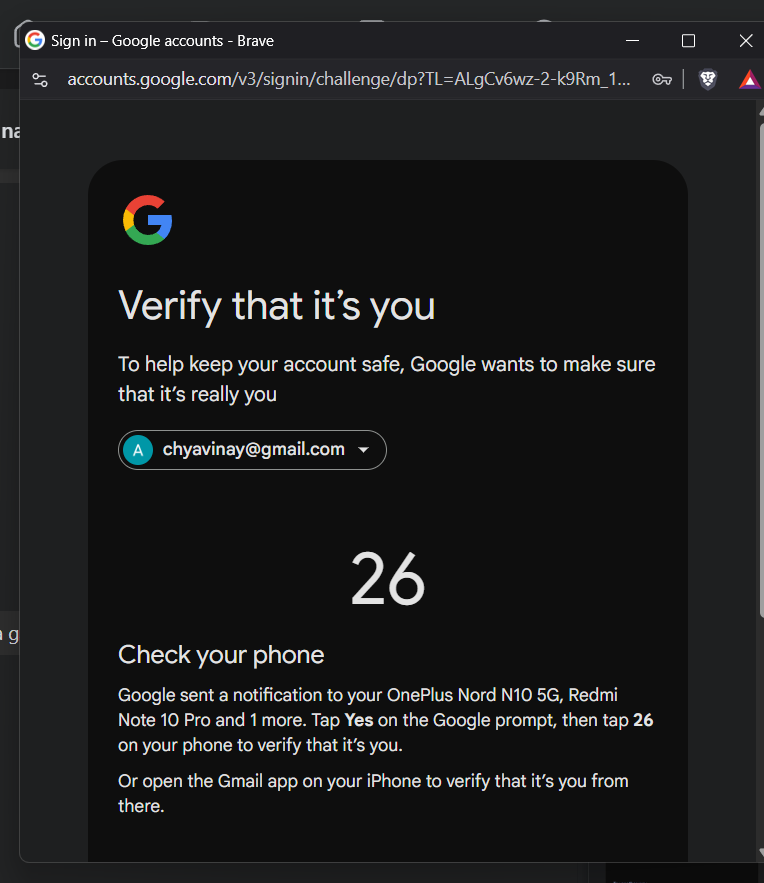 Sign in – Google accounts - Brave
accounts.google.com/v3/signin/challenge/dp?TL=ALgCv6wz-2-k9Rm_1...
na
Verify that it's you
To help keep your account safe, Google wants to make sure
that it's really you
A chyavinay@gmail.com
26
g
Check your phone
Google sent a notification to your OnePlus Nord N10 5G, Redmi
Note 10 Pro and 1 more. Tap Yes on the Google prompt, then tap 26
on your phone to verify that it's you.
Or open the Gmail app on your iPhone to verify that it's you from
there.